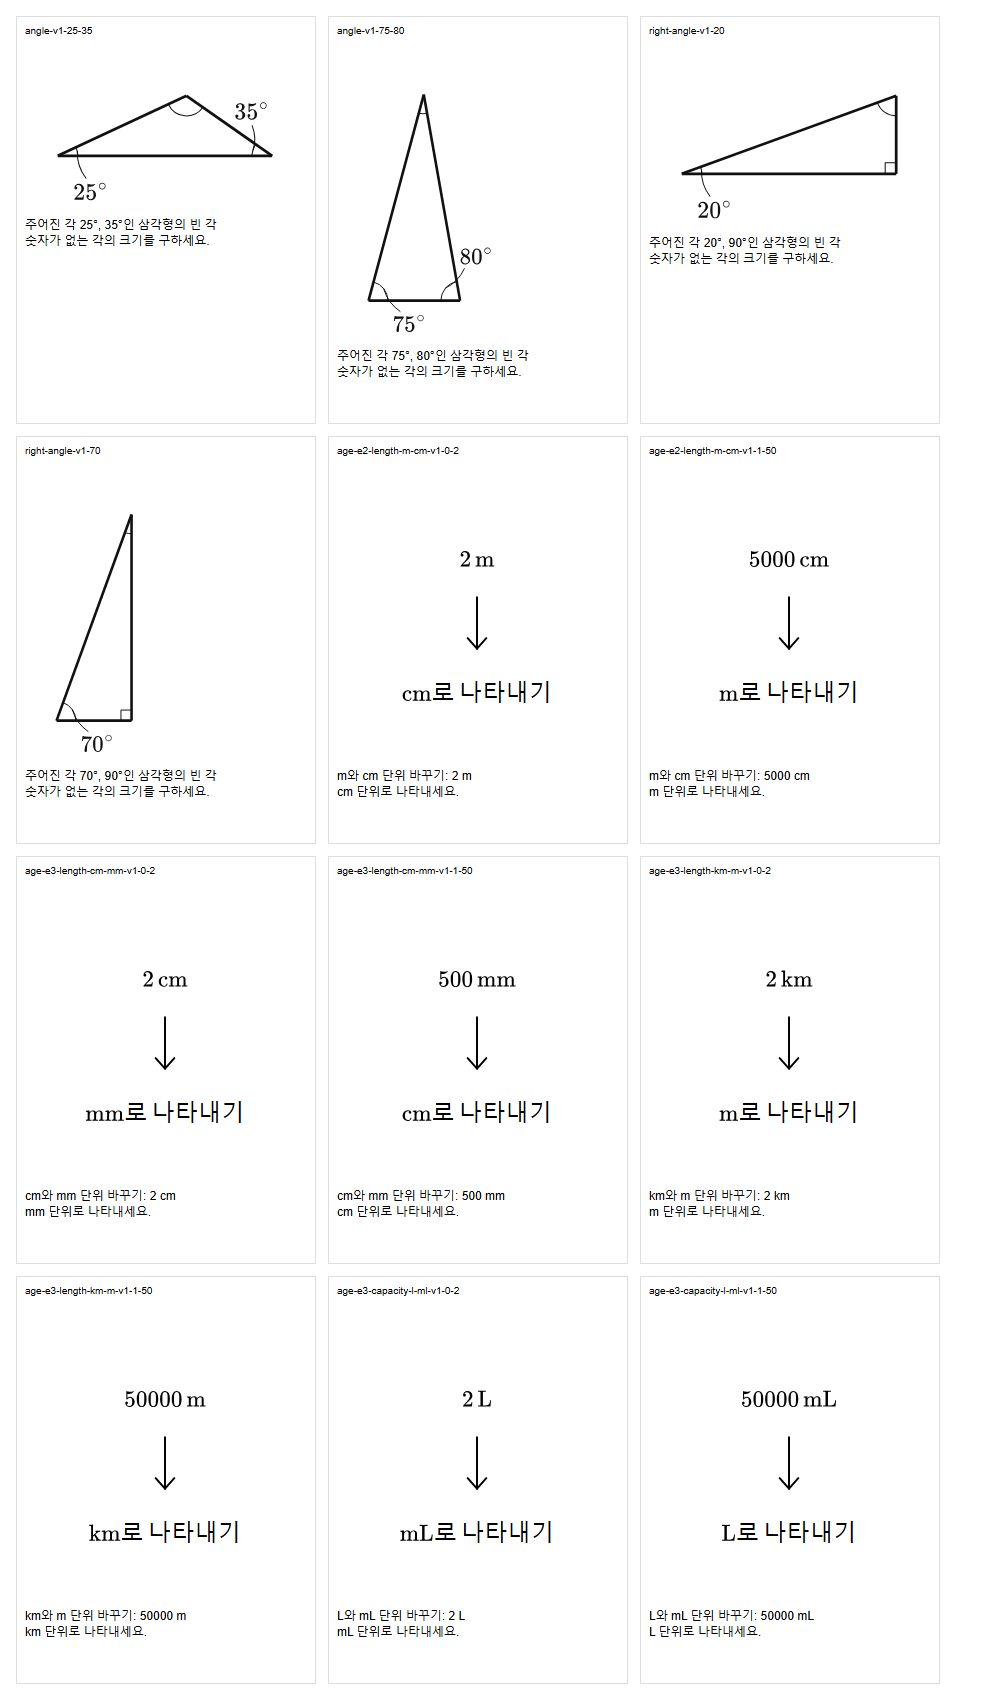 angle-v1-25-35
35°
25°
주어진 각 25°, 35°인 삼각형의 빈 각
숫자가 없는 각의 크기를 구하세요.
angle-v1-75-80
80°
75°
주어진 각 75°, 80°인 삼각형의 빈 각
숫자가 없는 각의 크기를 구하세요.
right-angle-v1-20
20°
주어진 각 20°, 90°인 삼각형의 빈 각
숫자가 없는 각의 크기를 구하세요.
right-angle-v1-70
70°
주어진 각 70°, 90°인 삼각형의 빈 각
숫자가 없는 각의 크기를 구하세요.
age-e2-length-m-cm-v1-0-2
2 m
cm로 나타내기
m와 cm 단위 바꾸기: 2 m
cm 단위로 나타내세요.
age-e2-length-m-cm-v1-1-50
5000 cm
m로 나타내기
m와 cm 단위 바꾸기: 5000 cm
m 단위로 나타내세요.
age-e3-length-cm-mm-v1-0-2
2 cm
mm로 나타내기
cm와 mm 단위 바꾸기: 2 cm
mm 단위로 나타내세요.
age-e3-length-cm-mm-v1-1-50
500 mm
cm로 나타내기
cm와 mm 단위 바꾸기: 500 mm
cm 단위로 나타내세요.
age-e3-length-km-m-v1-0-2
2 km
m로 나타내기
km와 m 단위 바꾸기: 2 km
m 단위로 나타내세요.
age-e3-length-km-m-v1-1-50
50000 m
km로 나타내기
km와 m 단위 바꾸기: 50000 m
km 단위로 나타내세요.
age-e3-capacity-l-ml-v1-0-2
2 L
mL로 나타내기
L와 mL 단위 바꾸기: 2 L
mL 단위로 나타내세요.
age-e3-capacity-l-ml-v1-1-50
50000 mL
L로 나타내기
L와 mL 단위 바꾸기: 50000 mL
L 단위로 나타내세요.